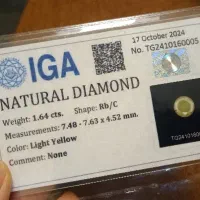 IGA
17 October 2024
No. TG2410160005
NATURAL DIAMOND
Weight: 1.64 cts. Shape: Rb/C
Measurements: 7.48 - 7.63 x 4.52 mm.
Color: Light Yellow
Comment: None
TG2410160005